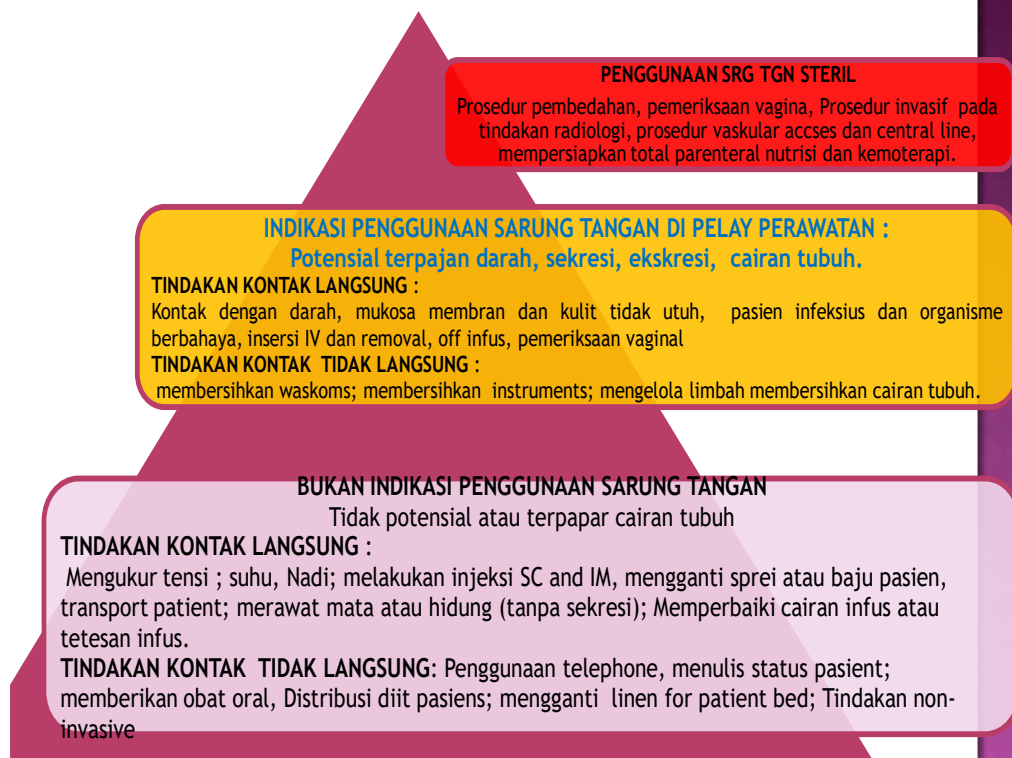 PENGGUNAAN SRG TGN STERIL
Prosedur pembedahan, pemeriksaan vagina, Prosedur invasif pada
tindakan radiologi, prosedur vaskular accses dan central line,
mempersiapkan total parenteral nutrisi dan kemoterapi.
INDIKASI PENGGUNAAN SARUNG TANGAN DI PELAY PERAWATAN :
Potensial terpajan darah, sekresi, ekskresi, cairan tubuh.
TINDAKAN KONTAK LANGSUNG :
Kontak dengan darah, mukosa membran dan kulit tidak utuh, pasien infeksius dan organisme
berbahaya, insersi IV dan removal, off infus, pemeriksaan vaginal
TINDAKAN KONTAK TIDAK LANGSUNG :
membersihkan waskoms; membersihkan instruments; mengelola limbah membersihkan cairan tubuh.
BUKAN INDIKASI PENGGUNAAN SARUNG TANGAN
Tidak potensial atau terpapar cairan tubuh
TINDAKAN KONTAK LANGSUNG :
Mengukur tensi ; suhu, Nadi; melakukan injeksi SC and IM, mengganti sprei atau baju pasien,
transport patient; merawat mata atau hidung (tanpa sekresi); Memperbaiki cairan infus atau
tetesan infus.
TINDAKAN KONTAK TIDAK LANGSUNG: Penggunaan telephone, menulis status pasient;
memberikan obat oral, Distribusi diit pasiens; mengganti linen for patient bed; Tindakan non-
invasive